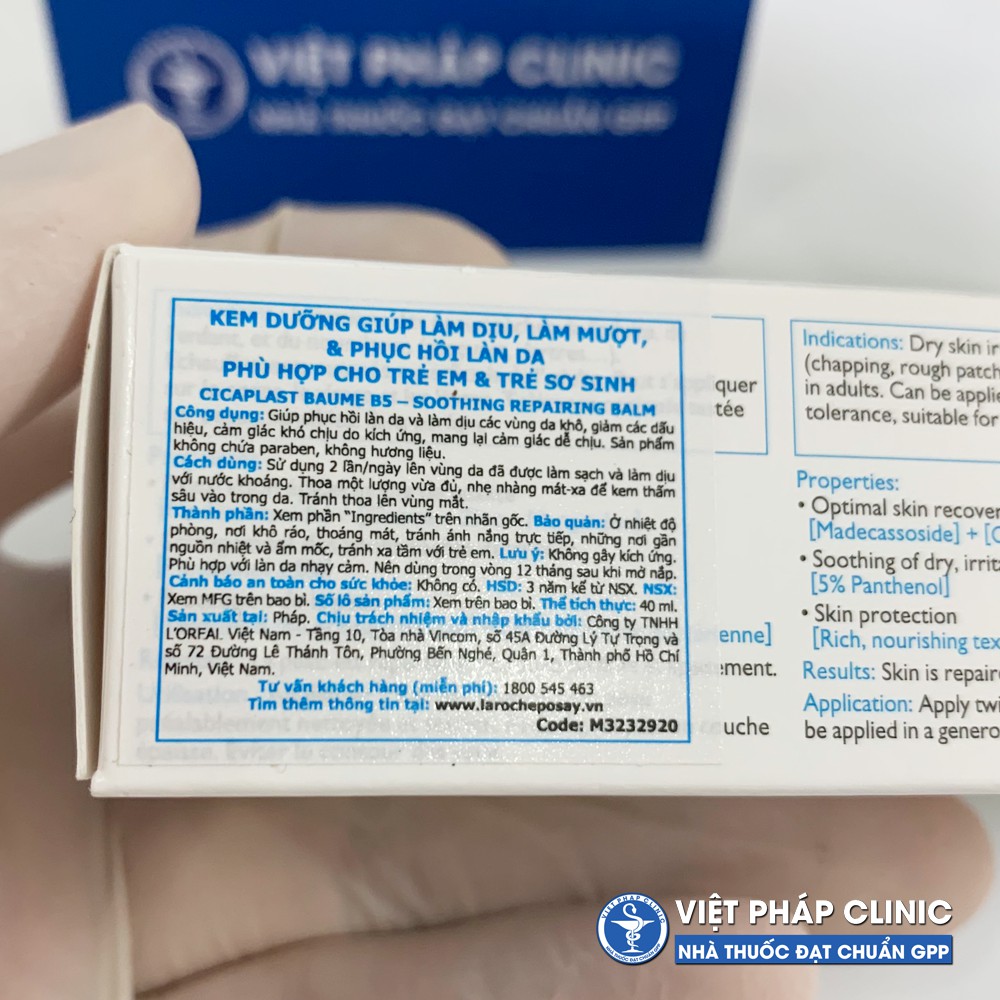 VIỆT PHÁP CLINIC
NHÀ THUỐC ĐẠT CHUẨN GPP
KEM DƯỠNG GIÚP LÀM DỊU, LÀM MƯỢT,
& PHỤC HỒI LÀN DA
PHÙ HỢP CHO TRẺ EM & TRẺ SƠ SINH
CICAPLAST BAUME B5 – SOOTHING REPAIRING BALM
Công dụng: Giúp phục hồi làn da và làm dịu các vùng da khô, giảm các dấu
hiệu, cảm giác khó chịu do kích ứng, mang lại cảm giác dễ chịu. Sản phẩm
không chứa paraben, không hương liệu.
Cách dùng: Sử dụng 2 lần/ngày lên vùng da đã được làm sạch và làm dịu
với nước khoáng. Thoa một lượng vừa đủ, nhẹ nhàng mát-xa để kem thấm
sâu vào trong da. Tránh thoa lên vùng mắt.
Thành phần: Xem phần "Ingredients" trên nhãn gốc. Bảo quản: Ở nhiệt độ
phòng, nơi khô ráo, thoáng mát, tránh ánh nắng trực tiếp, những nơi gần
nguồn nhiệt và ẩm mốc, tránh xa tầm với trẻ em. Lưu ý: Không gây kích ứng.
Phù hợp với làn da nhạy cảm. Nên dùng trong vòng 12 tháng sau khi mở nắp.
Cảnh báo an toàn cho sức khỏe: Không có. HSD: 3 năm kể từ NSX. NSX:
Xem MFG trên bao bì. Số lô sản phẩm: Xem trên bao bì. Thể tích thực: 40 ml.
Sản xuất tại: Pháp. Chịu trách nhiệm và nhập khẩu bởi: Công ty TNHH
L'ORÉAL Việt Nam - Tầng 10, Tòa nhà Vincom, số 45A Đường Lý Tự Trọng và
số 72 Đường Lê Thánh Tôn, Phường Bến Nghé, Quận 1, Thành phố Hồ Chí
Minh, Việt Nam.
Tư vấn khách hàng (miễn phí): 1800 545 463
Tìm thêm thông tin tại: www.larocheposay.vn
Code: M3232920
quer
tée
enne]
ement.
uche
Indications: Dry skin ir
(chapping, rough patch
in adults. Can be applie
tolerance, suitable for
Properties:
• Optimal skin recover
[Madecassoside] + [C
• Soothing of dry, irrita
[5% Panthenol]
• Skin protection
[Rich, nourishing tex
Results: Skin is repaire
Application: Apply twi
be applied in a genero
VIỆT PHÁP CLINIC
VIỆT PHÁP CLINIC
NHÀ THUỐC ĐẠT CHUẨN GPP